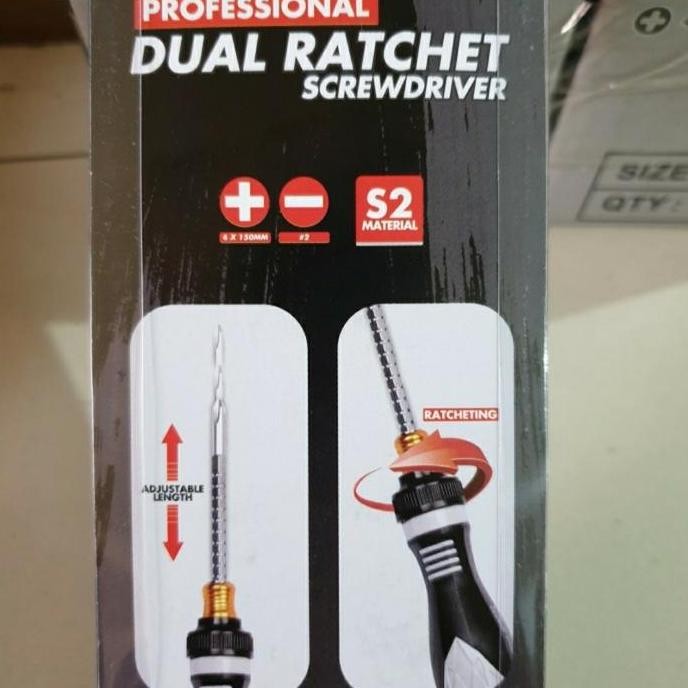 PROFESSIONAL
DUAL RATCHET
SCREWDRIVER
6 X 150MM
#2
S2
MATERIAL
RATCHETING
ADJUSTABLE
LENGTH
SIZE
QTY: